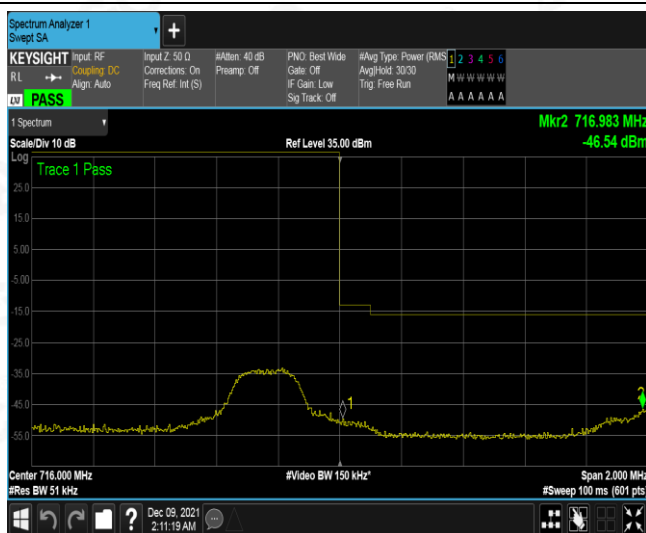 Spectrum Analyzer 1
Swept SA
+
KEYSIGHT
RL
LXI PASS
Input: RF
Coupling: DC
Align: Auto
Input Z: 50 Ω
Corrections: On
Freq Ref: Int (S)
#Atten: 40 dB
Preamp: Off
PNO: Best Wide
Gate: Off
IF Gain: Low
Sig Track: Off
#Avg Type: Power (RMS
Avg|Hold: 30/30
Trig: Free Run
1 2 3 4 5 6
M W W W W W
A A A A A A
1 Spectrum
Mkr2 716.983 MHz
Scale/Div 10 dB
Ref Level 35.00 dBm
-46.54 dBm
Log
Trace 1 Pass
25.0
15.0
5.00
-5.00
-15.0
-25.0
-35.0
-45.0
-55.0
1
2
Center 716.000 MHz
#Video BW 150 kHz*
Span 2.000 MHz
#Res BW 51 kHz
#Sweep 100 ms (601 pts)
?
Dec 09, 2021
2:11:19 AM